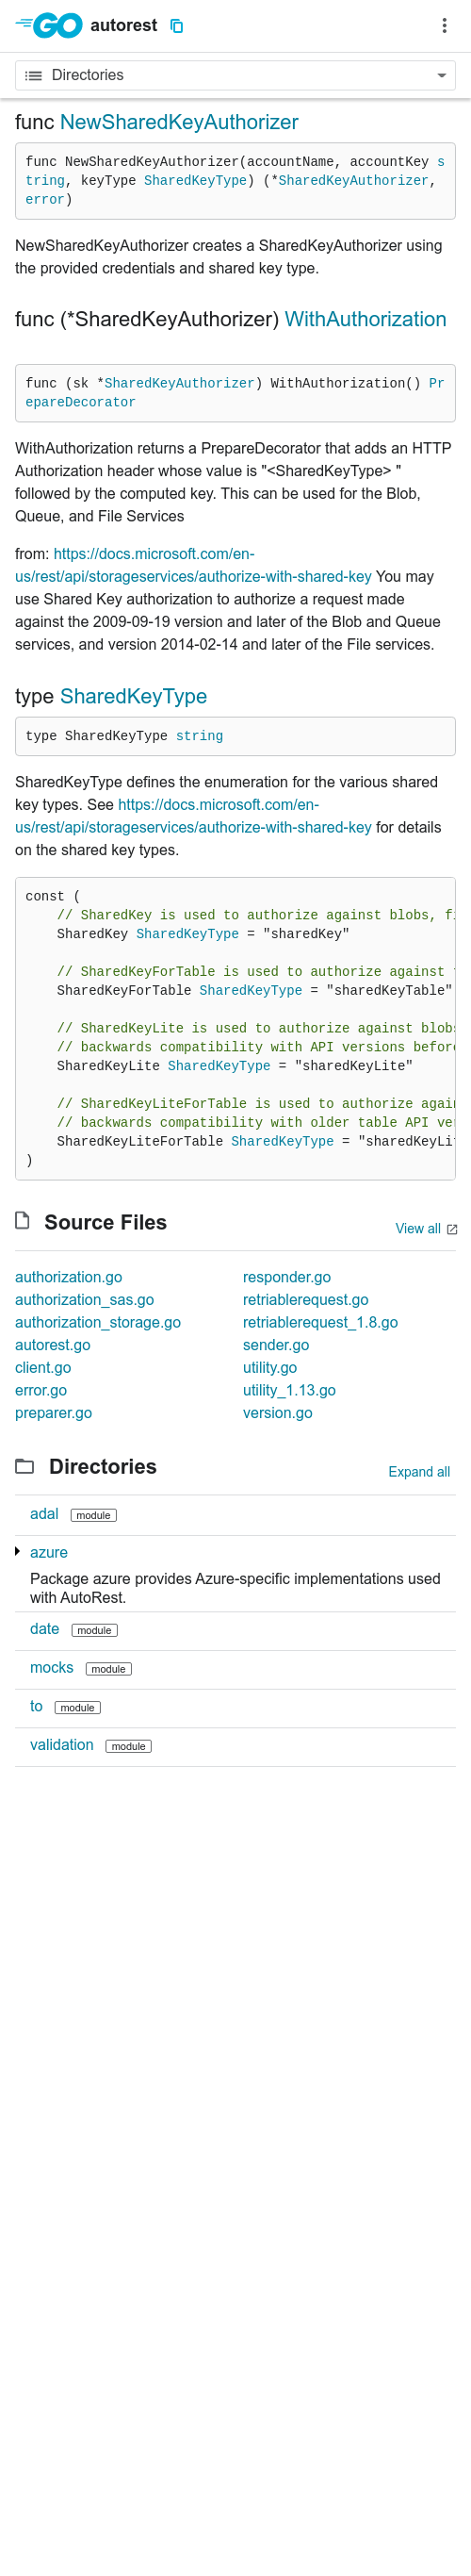 GO autorest
Directories
func NewSharedKeyAuthorizer
func NewSharedKeyAuthorizer(accountName, accountKey s
tring, keyType SharedKeyType) (*SharedKeyAuthorizer,
error)
NewSharedKeyAuthorizer creates a SharedKeyAuthorizer using
the provided credentials and shared key type.
func (*SharedKeyAuthorizer) WithAuthorization
func (sk *SharedKeyAuthorizer) WithAuthorization() Pr
epareDecorator
WithAuthorization returns a PrepareDecorator that adds an HTTP
Authorization header whose value is "<SharedKeyType> "
followed by the computed key. This can be used for the Blob,
Queue, and File Services
from: https://docs.microsoft.com/en-
us/rest/api/storageservices/authorize-with-shared-key You may
use Shared Key authorization to authorize a request made
against the 2009-09-19 version and later of the Blob and Queue
services, and version 2014-02-14 and later of the File services.
type SharedKeyType
type SharedKeyType string
SharedKeyType defines the enumeration for the various shared
key types. See https://docs.microsoft.com/en-
us/rest/api/storageservices/authorize-with-shared-key for details
on the shared key types.
const (
// SharedKey is used to authorize against blobs, fi
SharedKey SharedKeyType = "sharedKey"
// SharedKeyForTable is used to authorize against
SharedKeyForTable SharedKeyType = "sharedKeyTable"
// SharedKeyLite is used to authorize against blobs
// backwards compatibility with API versions before
SharedKeyLite SharedKeyType = "sharedKeyLite"
// SharedKeyLiteForTable is used to authorize agai
// backwards compatibility with older table API ver
SharedKeyLiteForTable SharedKeyType = "sharedKeyLi
)
Source Files
View all
authorization.go
authorization_sas.go
authorization_storage.go
autorest.go
client.go
error.go
preparer.go
responder.go
retriablerequest.go
retriablerequest_1.8.go
sender.go
utility.go
utility_1.13.go
version.go
Directories
Expand all
adal module
azure
Package azure provides Azure-specific implementations used
with AutoRest.
date module
mocks module
to module
validation module